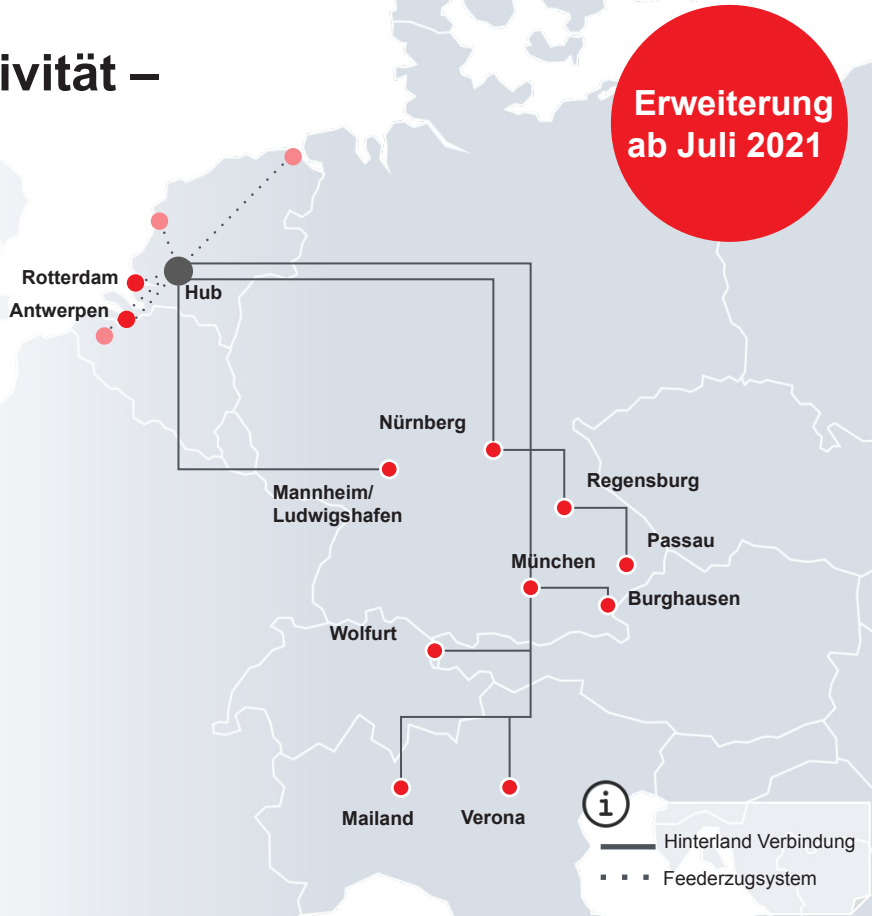 ivität –
Erweiterung
ab Juli 2021
Rotterdam
Hub
Antwerpen
Nürnberg
Mannheim/
Ludwigshafen
Regensburg
Passau
München
Burghausen
Wolfurt
Mailand
Verona
i
Hinterland Verbindung
Feederzugsystem